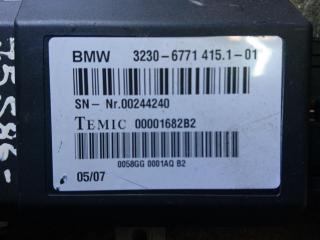 BMW 3230-6771 415.1-01
SN- Nr.00244240
TEMIC 00001682B2
0058GG 0001AQ B2
05/07